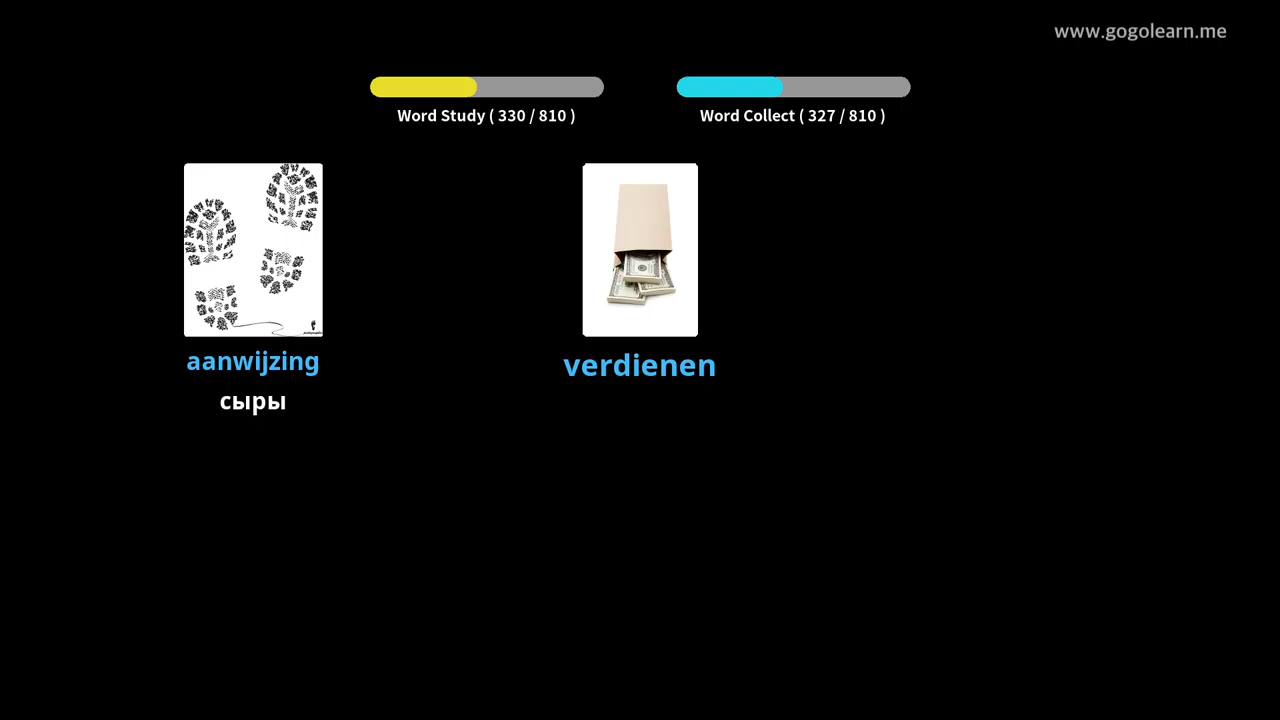 www.gogolearn.me
Word Study ( 330 / 810 )
Word Collect ( 327 / 810 )
aanwijzing
сыры
verdienen